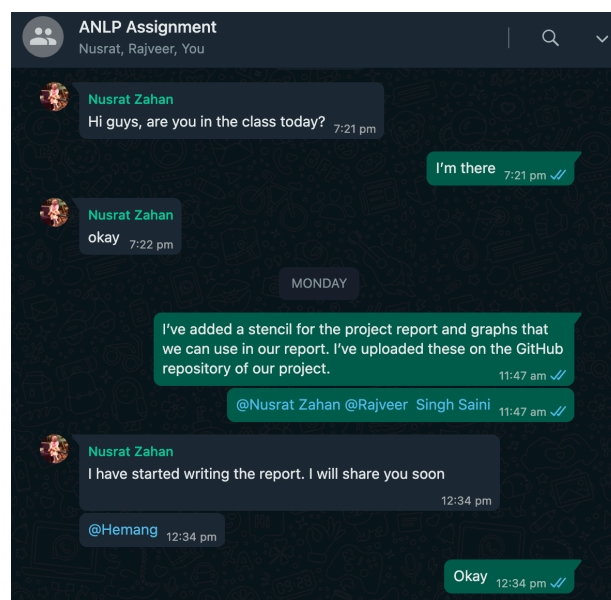 ANLP Assignment
Nusrat, Rajveer, You
Nusrat Zahan
Hi guys, are you in the class today? 7:21 pm
I'm there 7:21 pm
Nusrat Zahan
okay 7:22 pm
MONDAY
I've added a stencil for the project report and graphs that
we can use in our report. I've uploaded these on the GitHub
repository of our project.
11:47 am
@Nusrat Zahan @Rajveer Singh Saini 11:47 am
Nusrat Zahan
I have started writing the report. I will share you soon
12:34 pm
@Hemang 12:34 pm
Okay 12:34 pm